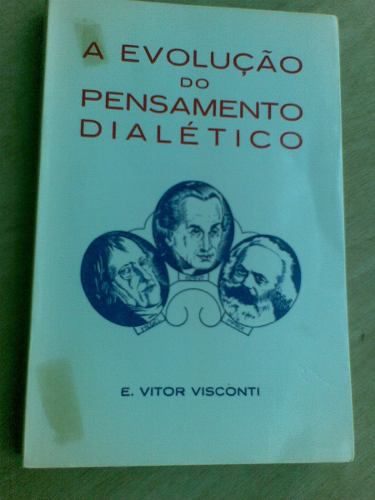 A EVOLUÇÃO
DO
PENSAMENTO
DIALÉTICO
E. VITOR VISCONTI